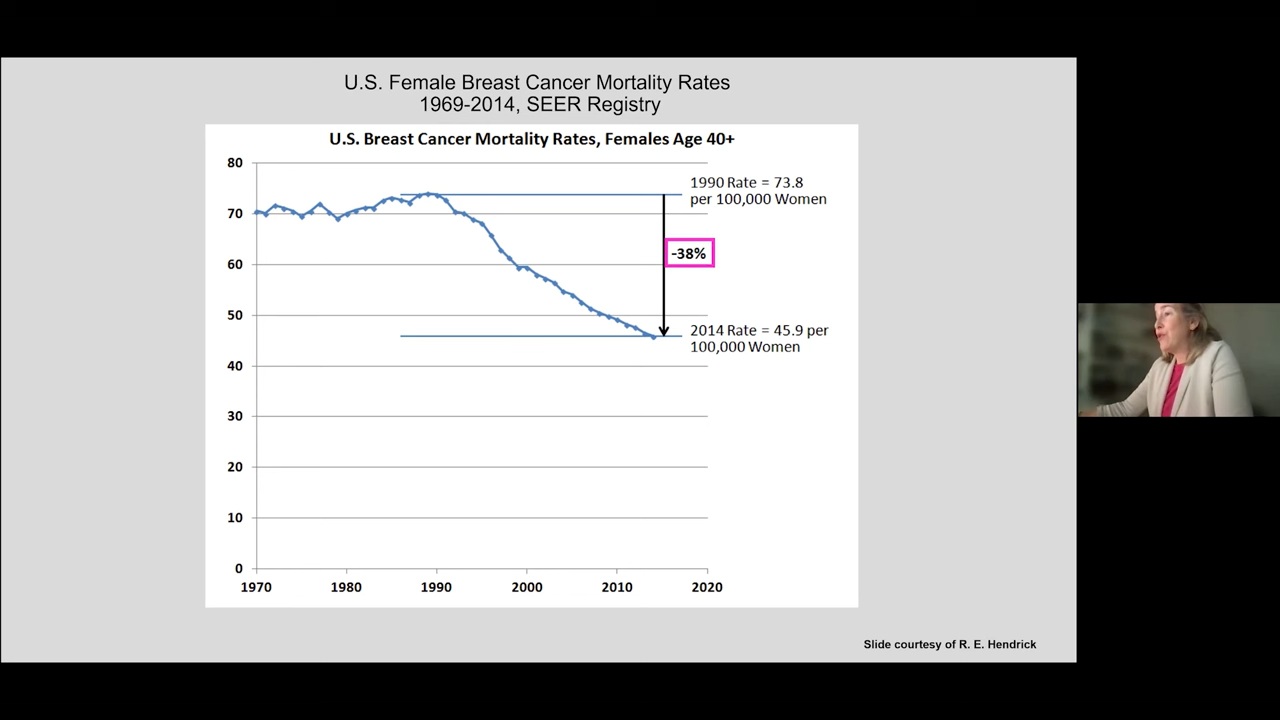 U.S. Female Breast Cancer Mortality Rates
1969-2014, SEER Registry
U.S. Breast Cancer Mortality Rates, Females Age 40+
80
70
60
50
40
30
20
10
0
1970
1980
1990
2000
2010
2020
1990 Rate = 73.8
per 100,000 Women
-38%
2014 Rate = 45.9 per
100,000 Women
Slide courtesy of R. E. Hendrick